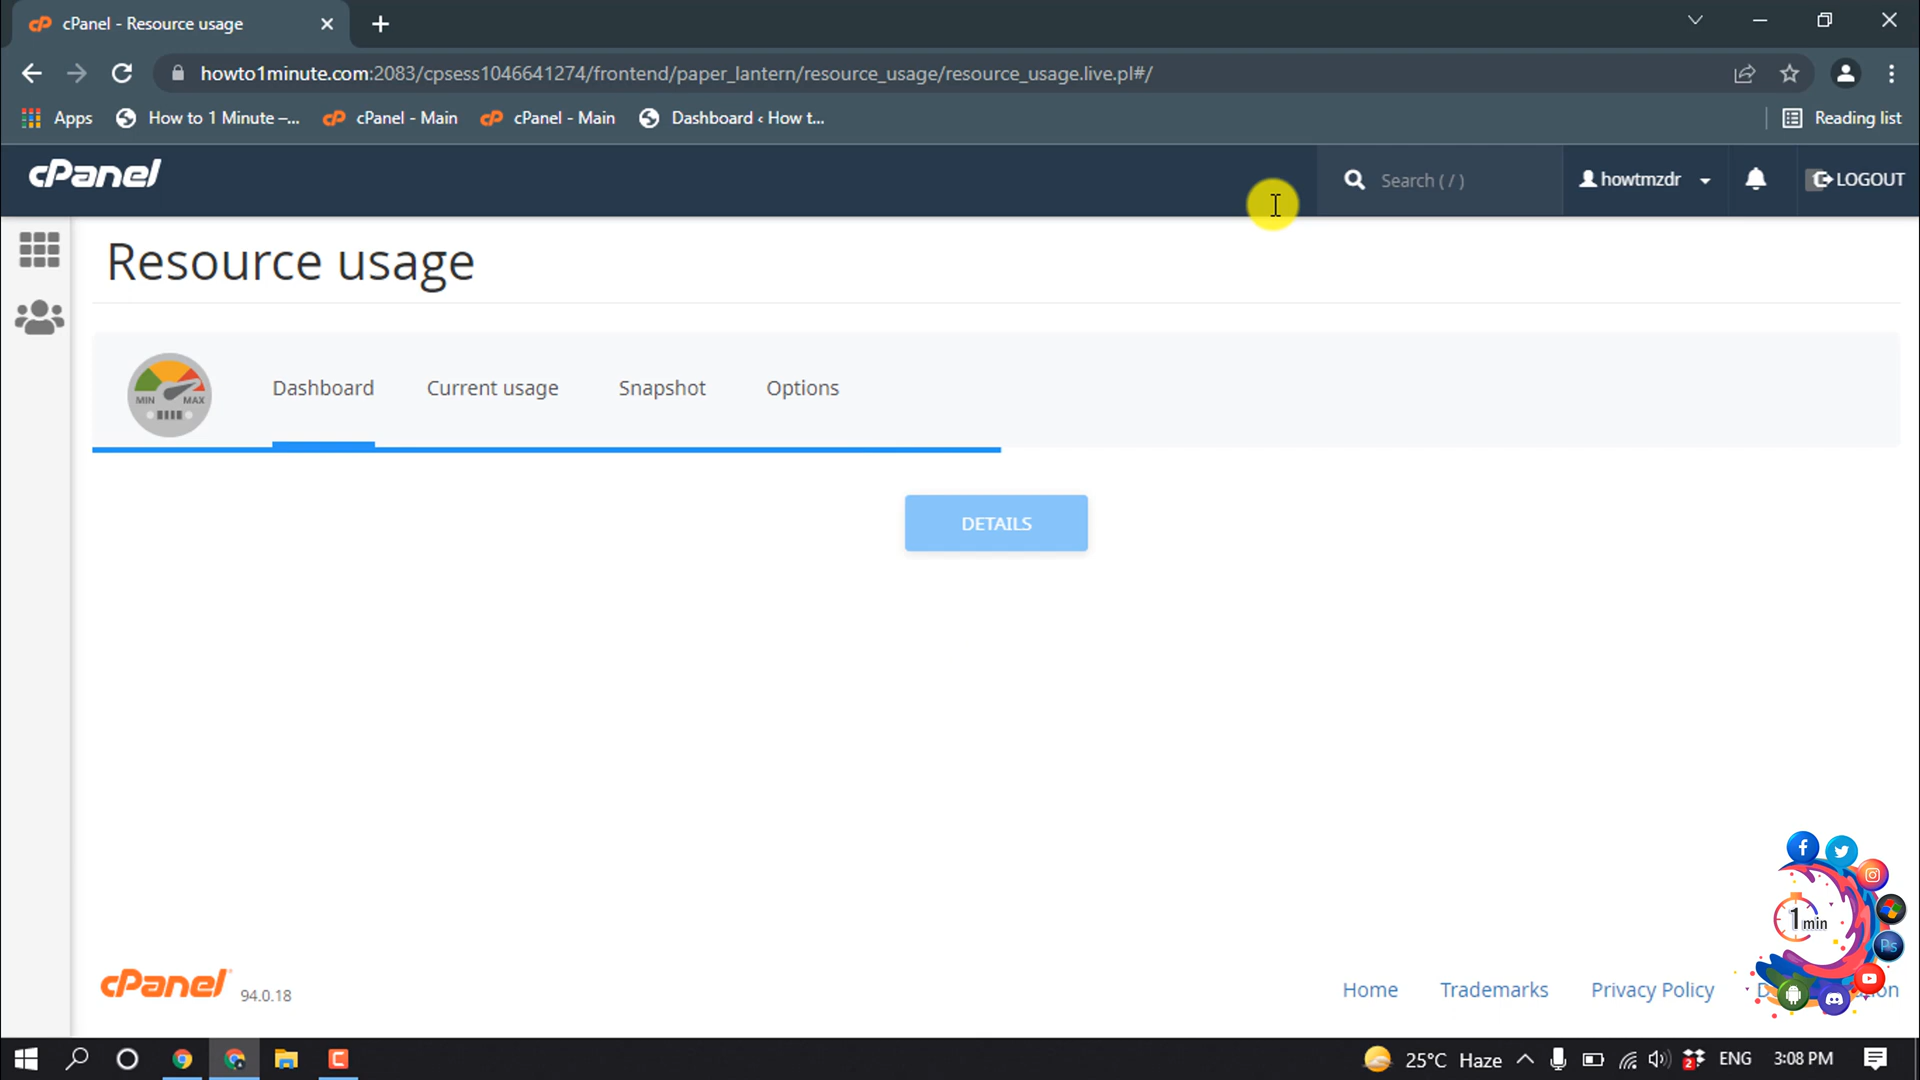 cPanel - Resource usage
howto1minute.com:2083/cpsess1046641274/frontend/paper_lantern/resource_usage/resource_usage.live.pl#/
Apps How to 1 Minute –... cPanel - Main cPanel - Main Dashboard ‹ How t... Reading list
cPanel Search ( / ) howtmzdr LOGOUT
Resource usage
MIN MAX
Dashboard Current usage Snapshot Options
DETAILS
1 min
Ps
cPanel 94.0.18 Home Trademarks Privacy Policy
25°C Haze 2 ENG 3:08 PM